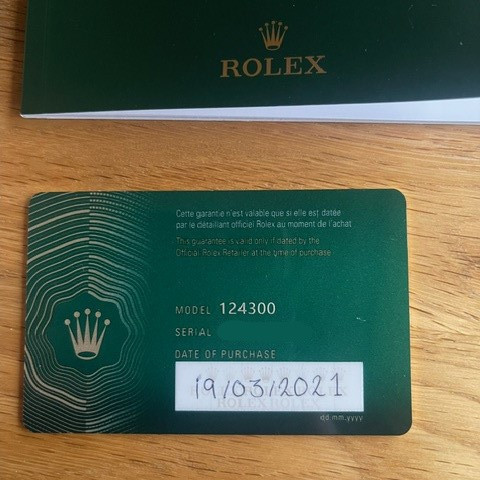 ROLEX
Cette garantie n'est valable que si elle est datée
par le détaillant officiel Rolex au moment de l'achat
This guarantee is valid only if dated by the
Official Rolex Retailer at the time of purchase
MODEL 124300
SERIAL
DATE OF PURCHASE
19/03/2021
ROLEX ROLEX
dd mm.yyyy